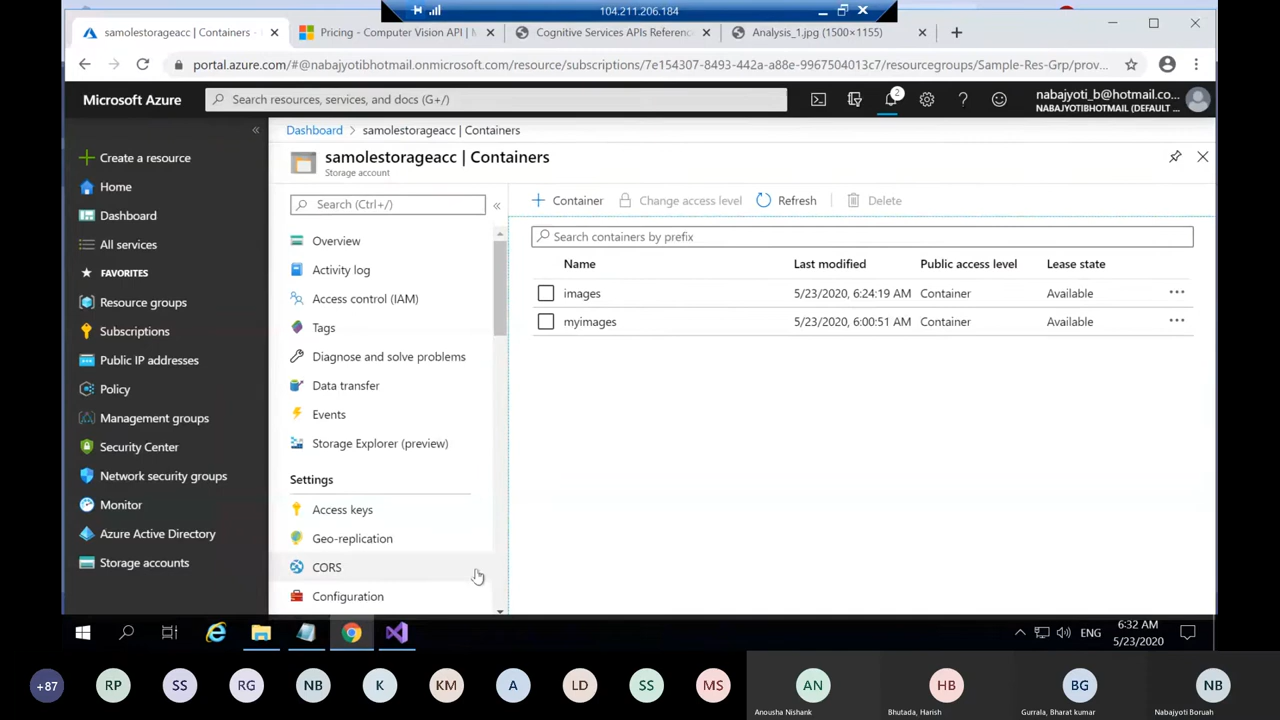 104.211.206.184
samolestorageacc | Containers -
Pricing - Computer Vision API | M
Cognitive Services APIs Referenc
Analysis_1.jpg (1500×1155)
portal.azure.com/#@nabajyotibhotmail.onmicrosoft.com/resource/subscriptions/7e154307-8493-442a-a88e-9967504013c7/resourcegroups/Sample-Res-Grp/prov...
Microsoft Azure
Search resources, services, and docs (G+/)
2
nabajyoti_b@hotmail.co...
NABAJYOTIBHOTMAIL (DEFAULT ...
Create a resource
Home
Dashboard
All services
FAVORITES
Resource groups
Subscriptions
Public IP addresses
Policy
Management groups
Security Center
Network security groups
Monitor
Azure Active Directory
Storage accounts
Dashboard > samolestorageacc | Containers
samolestorageacc | Containers
Storage account
Search (Ctrl+/)
Overview
Activity log
Access control (IAM)
Tags
Diagnose and solve problems
Data transfer
Events
Storage Explorer (preview)
Settings
Access keys
Geo-replication
CORS
Configuration
Container
Change access level
Refresh
Delete
Search containers by prefix
Name Last modified Public access level Lease state
images 5/23/2020, 6:24:19 AM Container Available
myimages 5/23/2020, 6:00:51 AM Container Available
ENG
6:32 AM
5/23/2020
+87
RP
SS
RG
NB
K
KM
A
LD
SS
MS
AN
Anousha Nishank
HB
Bhutada, Harish
BG
Gurrala, Bharat kumar
NB
Nabajyoti Boruah